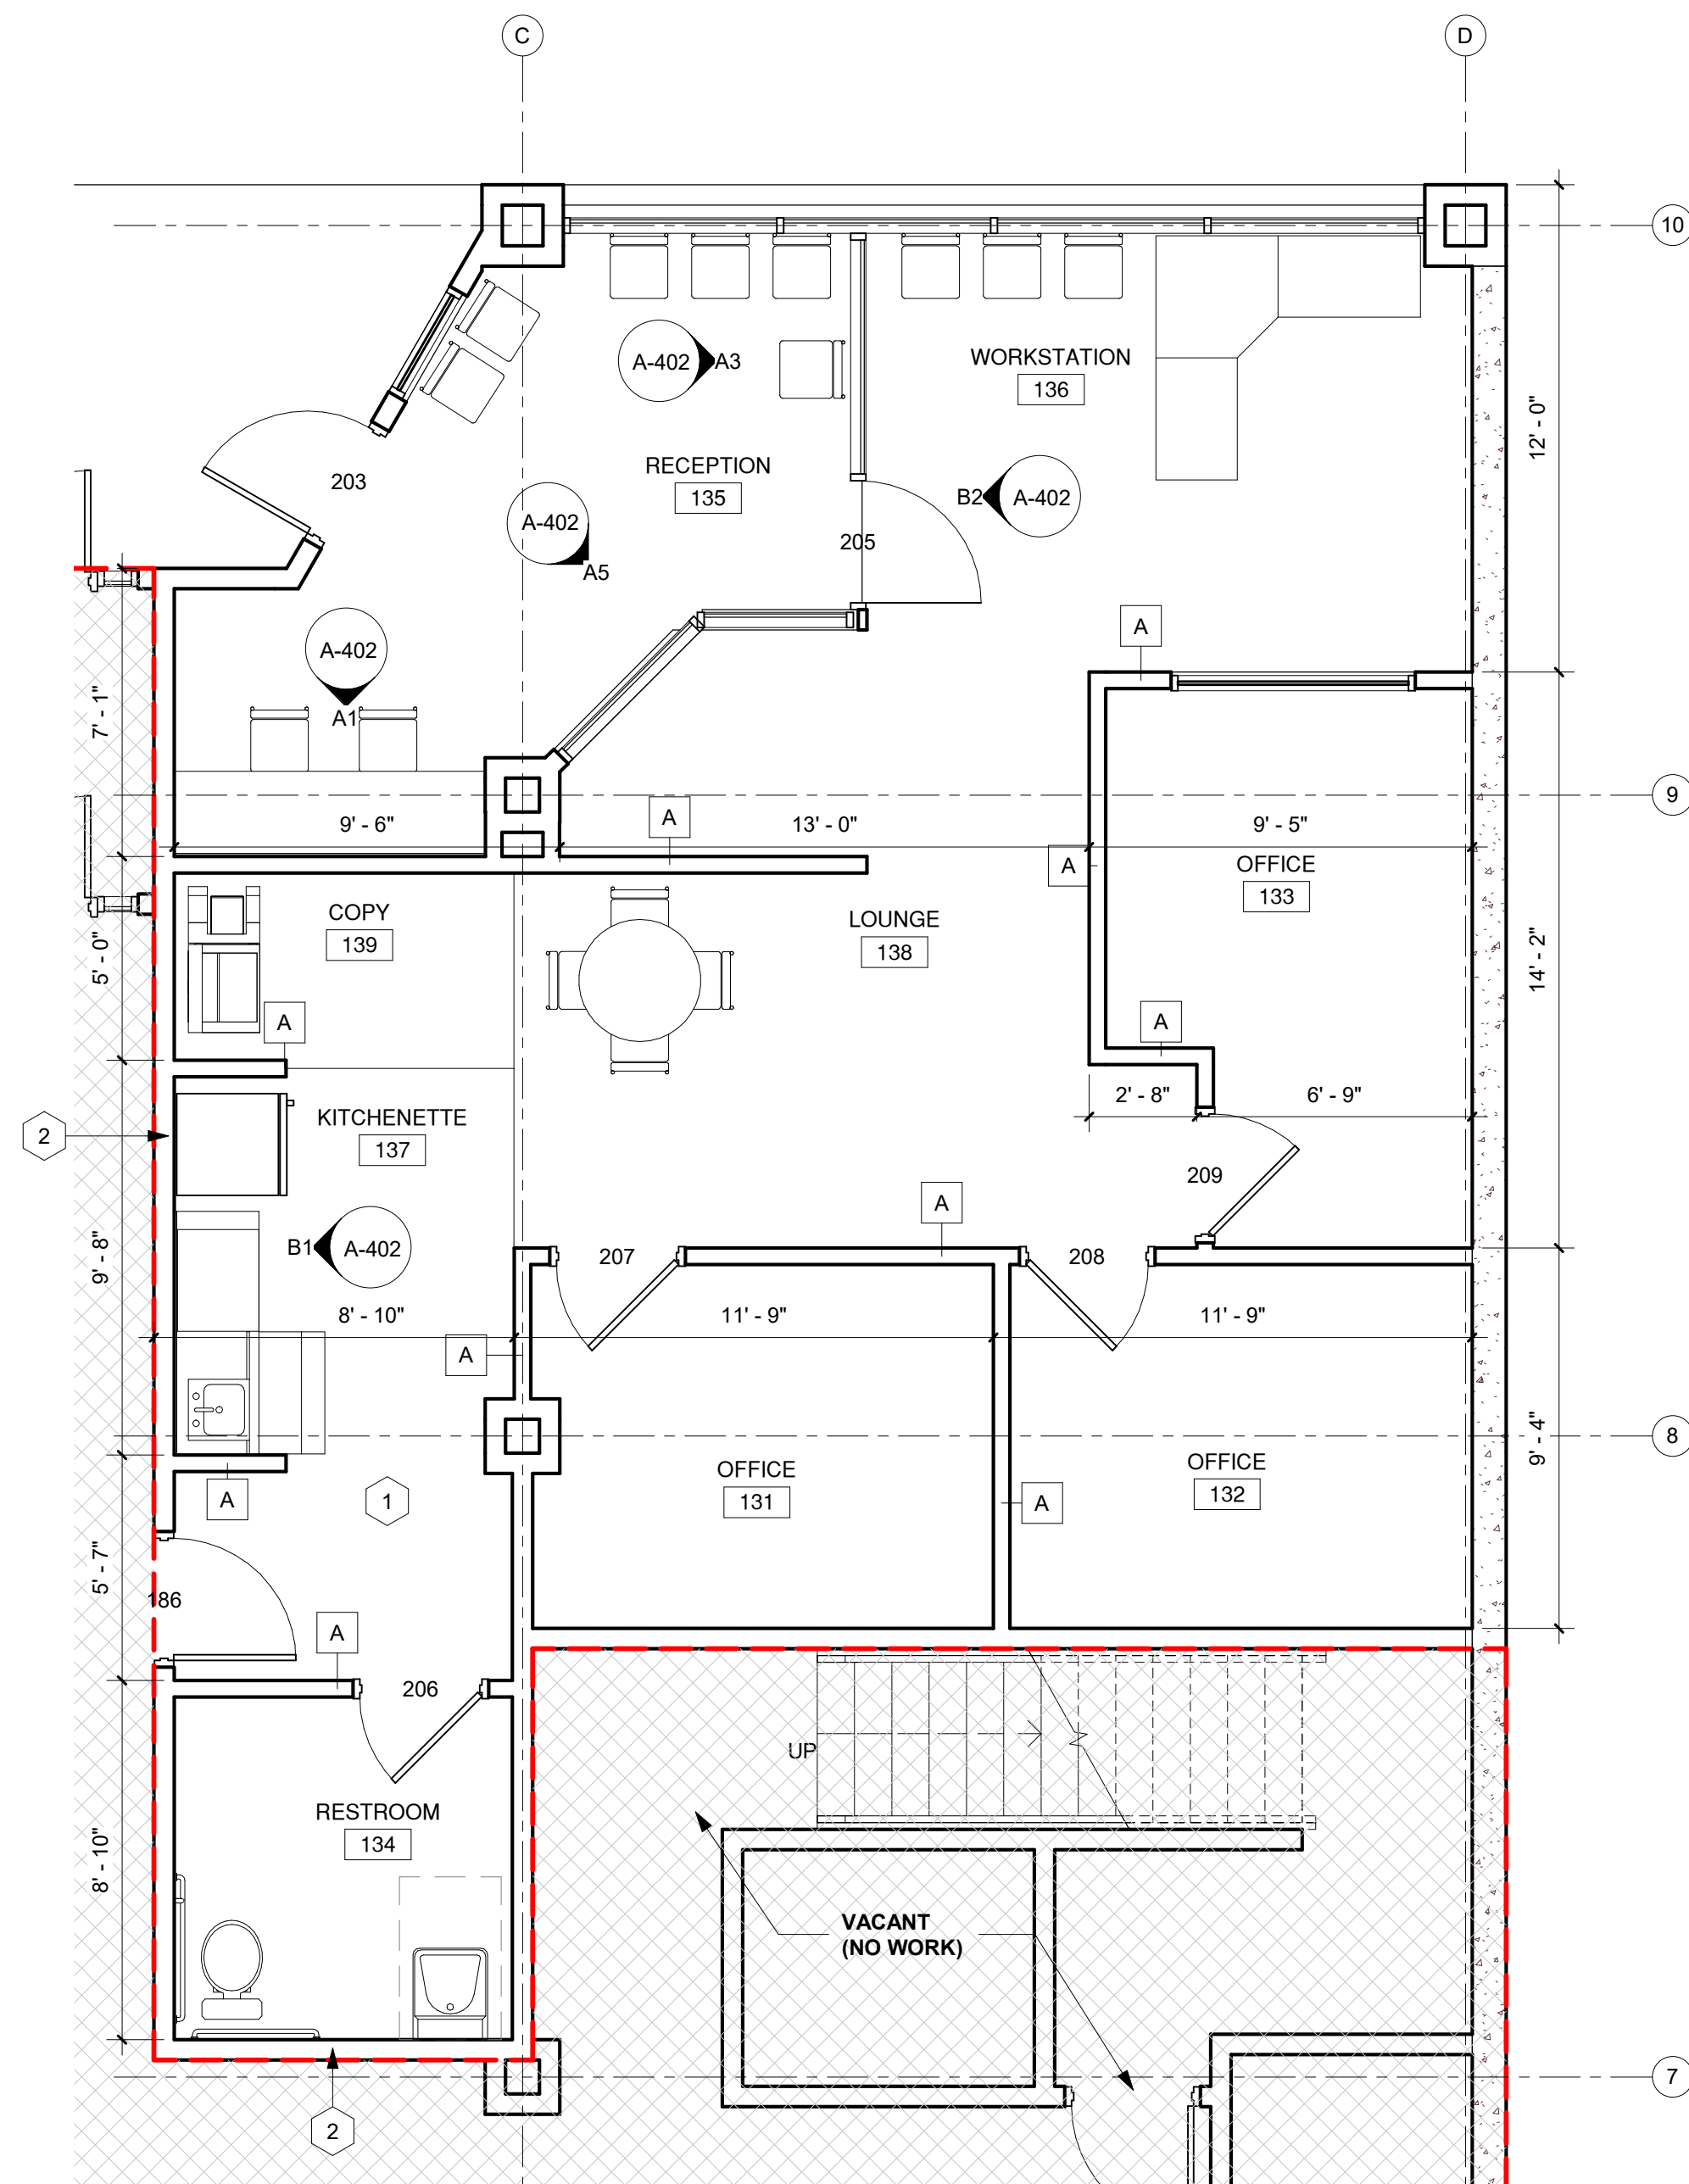 C
D
10
A-402
A3
WORKSTATION
136
12' - 0"
RECEPTION
135
203
A-402
A5
B2
A-402
205
A-402
A1
A
7' - 1"
9
9' - 6"
A
13' - 0"
9' - 5"
A
OFFICE
133
COPY
139
LOUNGE
138
5' - 0"
14' - 2"
A
A
2' - 8"
6' - 9"
KITCHENETTE
137
2
209
A
B1
A-402
9' - 8"
207
208
8' - 10"
11' - 9"
11' - 9"
A
8
9' - 4"
OFFICE
131
OFFICE
132
A
1
A
5' - 7"
186
A
206
UP
RESTROOM
134
8' - 10"
VACANT
(NO WORK)
7
2